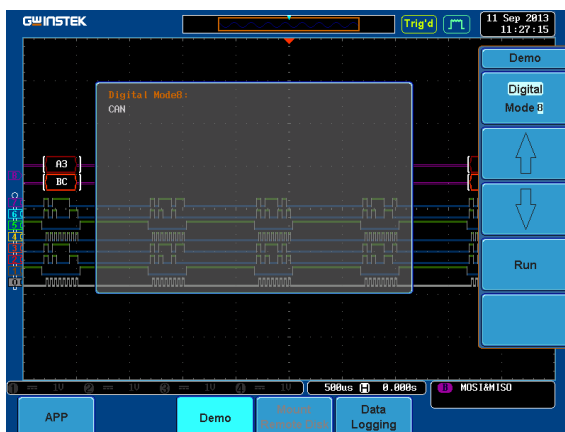 GWINSTEK
Trig'd
11 Sep 2013
11:27:15
Demo
Digital
Mode 8
Digital Mode8:
CAN
A3
BC
Run
1V
1V
1V
1V
500us H 0.000s
B MOSI&MISO
APP
Demo
Data
Logging